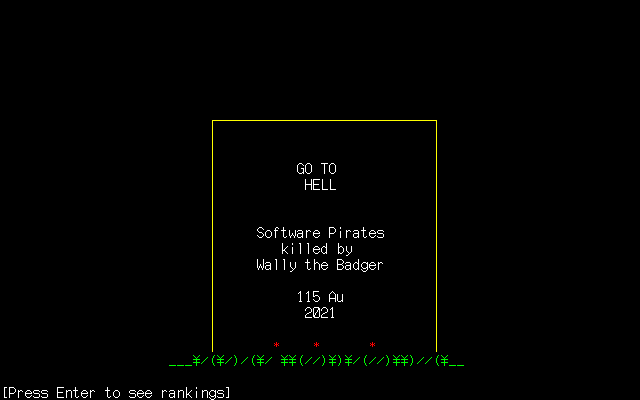 GO TO
HELL
Software Pirates
killed by
Wally the Badger
115 Au
2021
* * *
___¥/(¥/)/(¥/ ¥¥(//)¥)¥/(//)¥¥)//(¥__
[Press Enter to see rankings]